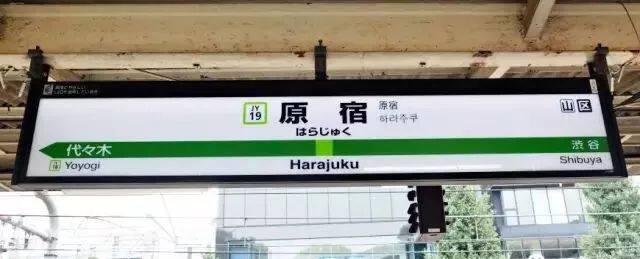 JY
19
原宿
はらじゅく
原宿
하라주쿠
山 区
代々木
Yoyogi
Harajuku
渋谷
Shibuya